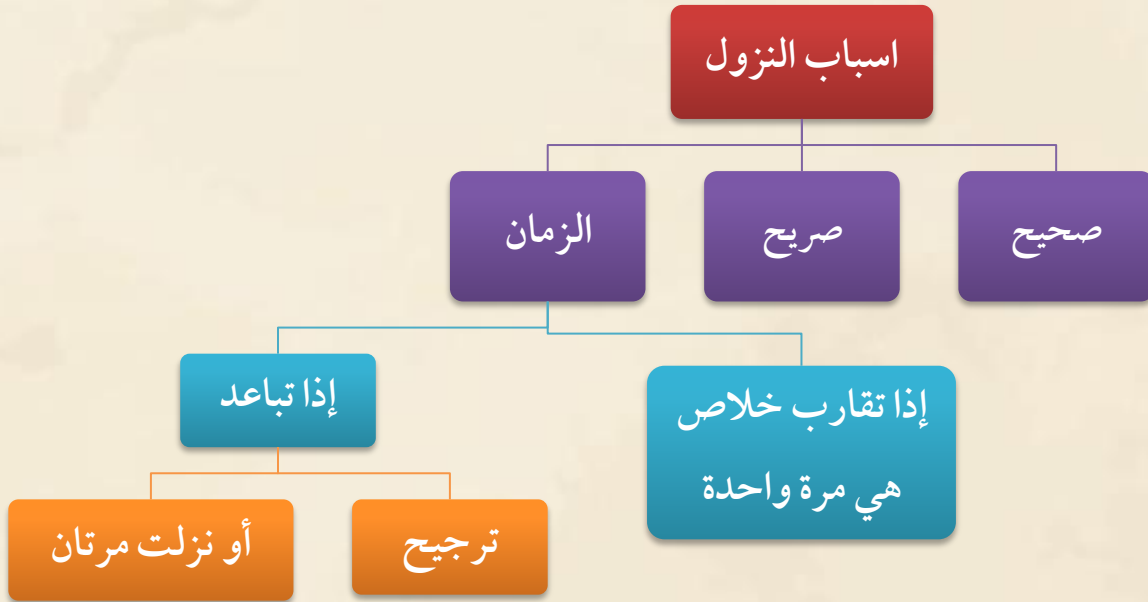 اسباب النزول
صحيح
صريح
الزمان
إذا تقارب خلاص
هي مرة واحدة
إذا تباعد
ترجيح
أو نزلت مرتان